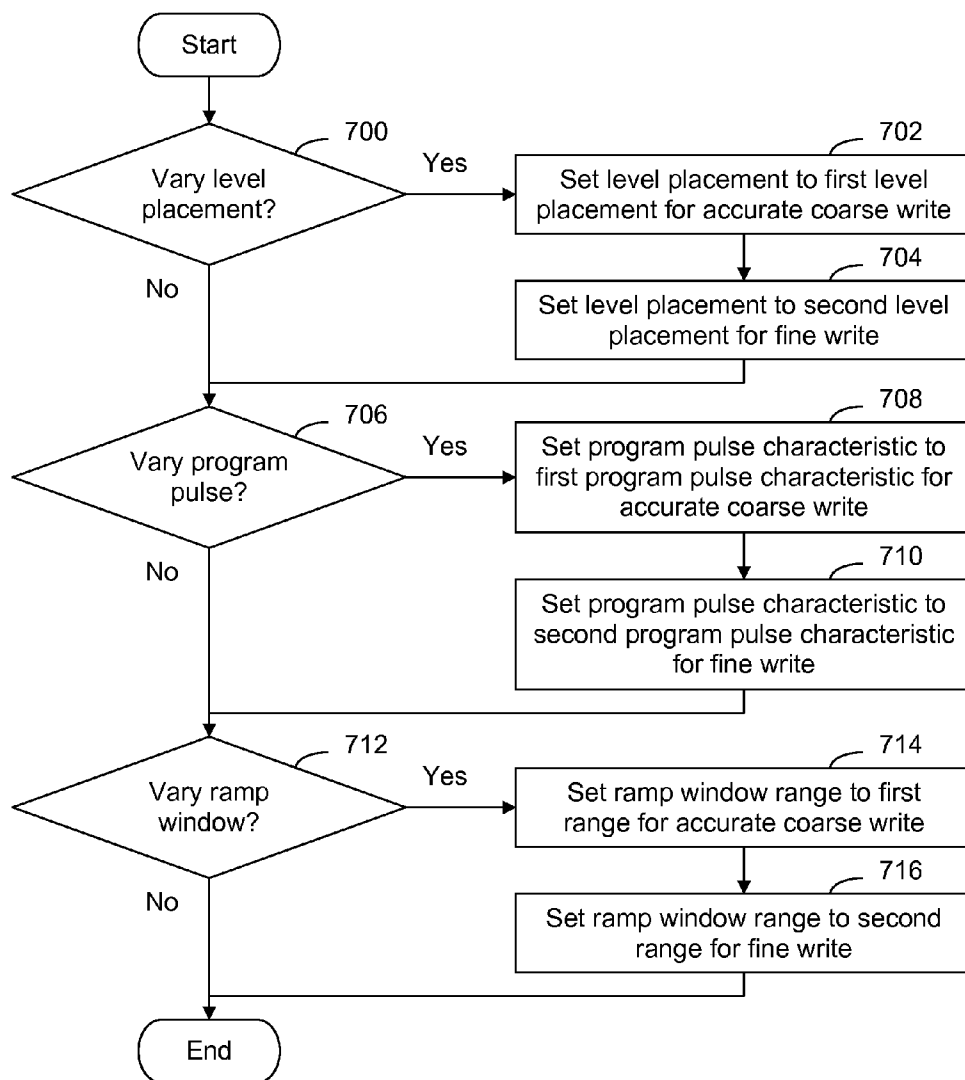 Start
700
Vary level
placement?
Yes
702
Set level placement to first level
placement for accurate coarse write
704
Set level placement to second level
placement for fine write
No
706
Vary program
pulse?
Yes
708
Set program pulse characteristic to
first program pulse characteristic for
accurate coarse write
710
Set program pulse characteristic to
second program pulse characteristic
for fine write
No
712
Vary ramp
window?
Yes
714
Set ramp window range to first
range for accurate coarse write
716
Set ramp window range to second
range for fine write
No
End